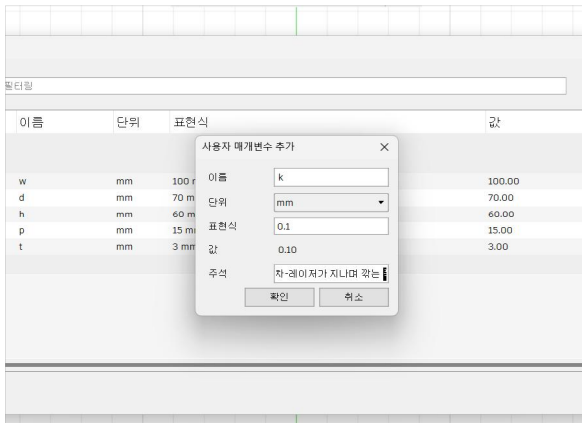 필터링
이름 단위 표현식 값
사용자 매개변수 추가
이름 k
단위 mm
표현식 0.1
값 0.10
주석 차-레이저가 지나며 깎는
확인 취소
w mm 100 100.00
d mm 70 m 70.00
h mm 60 m 60.00
p mm 15 m 15.00
t mm 3 mm 3.00